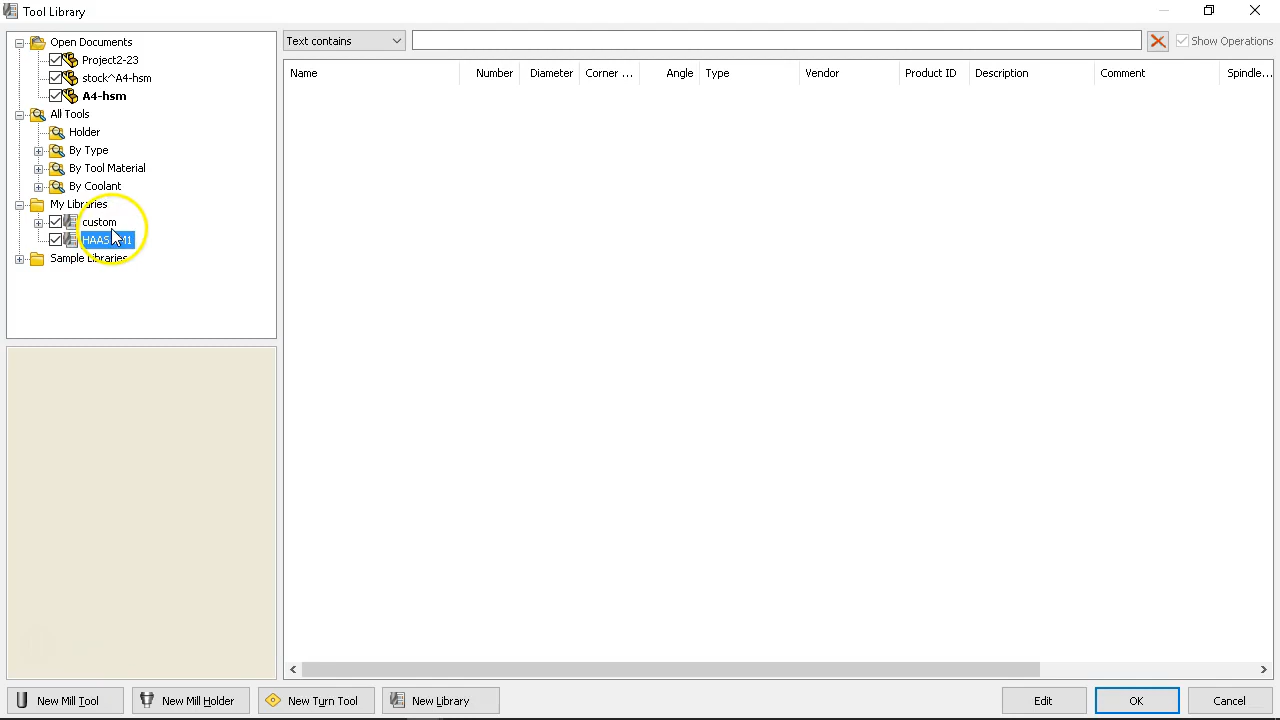 Tool Library
Open Documents
Project2-23
stock^A4-hsm
A4-hsm
All Tools
Holder
By Type
By Tool Material
By Coolant
My Libraries
custom
HAAS M1
Sample Libraries
Text contains
Show Operations
Name Number Diameter Corner ... Angle Type Vendor Product ID Description Comment Spindle...
New Mill Tool New Mill Holder New Turn Tool New Library Edit OK Cancel